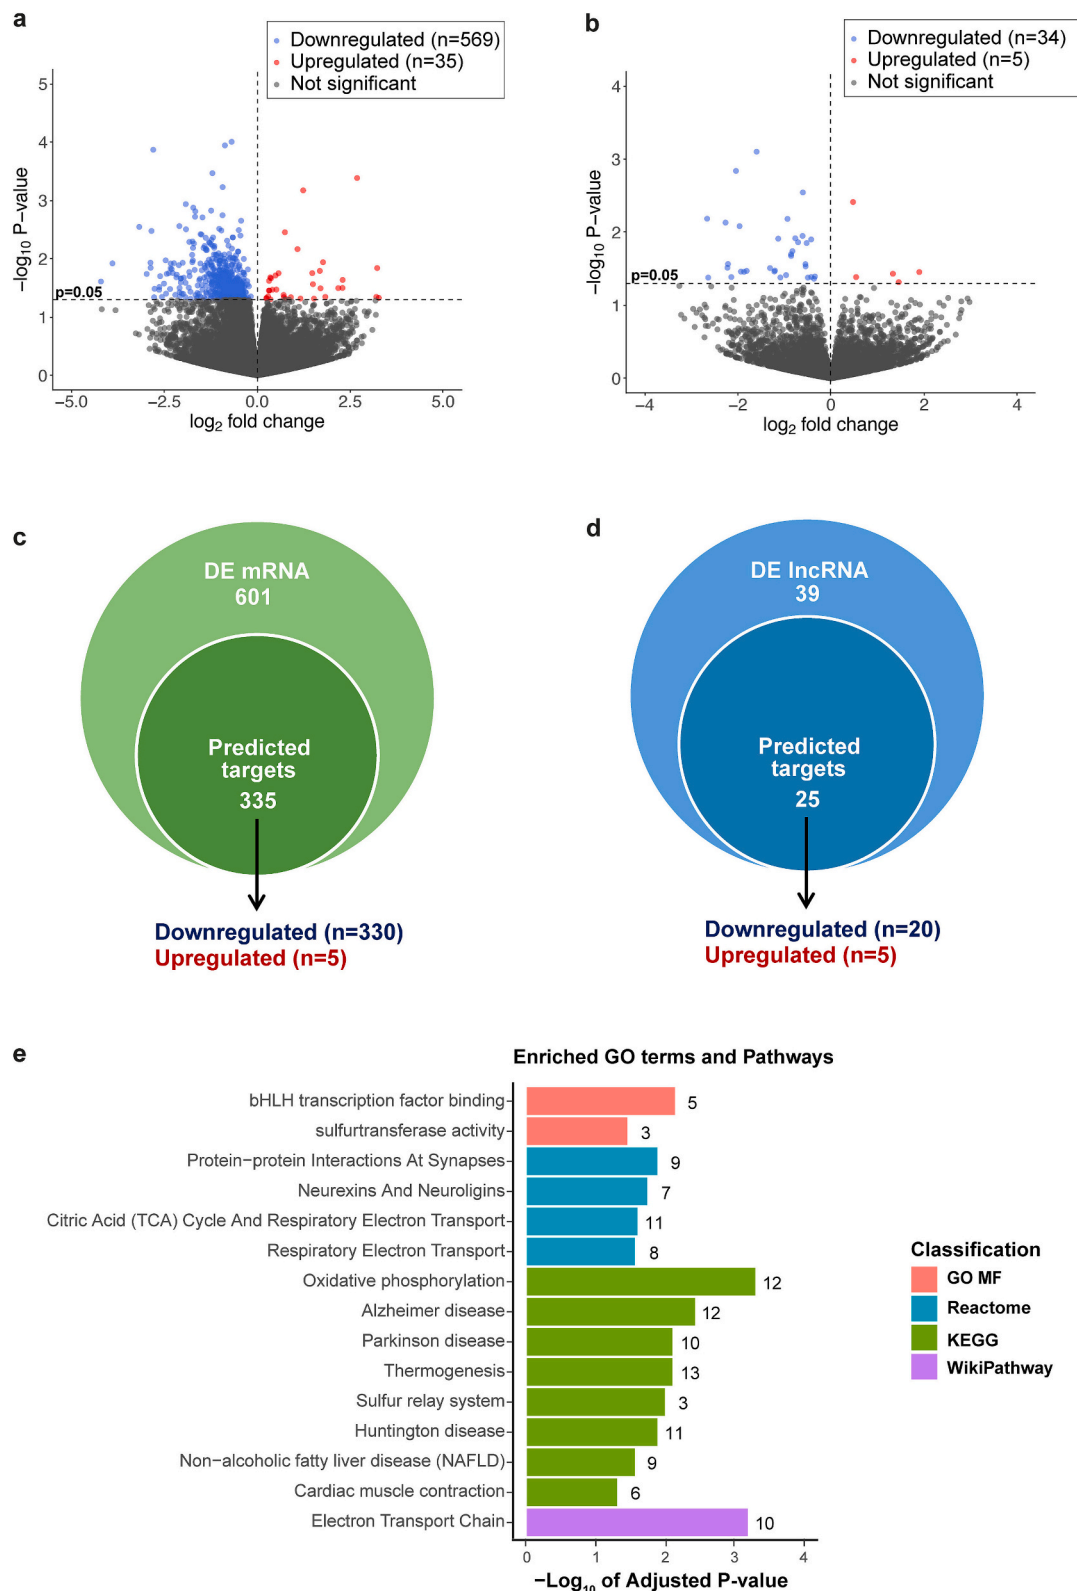 a
Downregulated (n=569)
Upregulated (n=35)
Not significant
5
4
3
2
1
0
−log10 P−value
p=0.05
−5.0
−2.5
0.0
2.5
5.0
log2 fold change
b
Downregulated (n=34)
Upregulated (n=5)
Not significant
4
3
2
1
0
−log10 P−value
p=0.05
−4
−2
0
2
4
log2 fold change
c
DE mRNA
601
Predicted
targets
335
Downregulated (n=330)
Upregulated (n=5)
d
DE lncRNA
39
Predicted
targets
25
Downregulated (n=20)
Upregulated (n=5)
e
Enriched GO terms and Pathways
bHLH transcription factor binding
5
sulfurtransferase activity
3
Protein−protein Interactions At Synapses
9
Neurexins And Neuroligins
7
Citric Acid (TCA) Cycle And Respiratory Electron Transport
11
Respiratory Electron Transport
8
Oxidative phosphorylation
12
Alzheimer disease
12
Parkinson disease
10
Thermogenesis
13
Sulfur relay system
3
Huntington disease
11
Non−alcoholic fatty liver disease (NAFLD)
9
Cardiac muscle contraction
6
Electron Transport Chain
10
0
1
2
3
4
−Log10 of Adjusted P-value
Classification
GO MF
Reactome
KEGG
WikiPathway